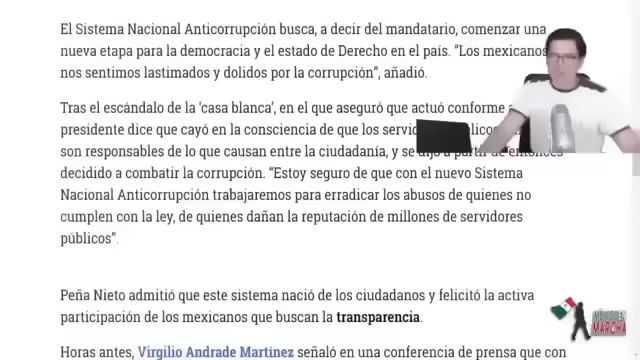 El Sistema Nacional Anticorrupción busca, a decir del mandatario, comenzar una
nueva etapa para la democracia y el estado de Derecho en el país. “Los mexicanos
nos sentimos lastimados y dolidos por la corrupción”, añadió.
Tras el escándalo de la ‘casa blanca’, en el que aseguró que actuó conforme
presidente dice que cayó en la consciencia de que los
son responsables de lo que causan entre la ciudadanía, y se dijo a partir de entonces
decidido a combatir la corrupción. “Estoy seguro de que con el nuevo Sistema
Nacional Anticorrupción trabajaremos para erradicar los abusos de quienes no
cumplen con la ley, de quienes dañan la reputación de millones de servidores
públicos”.
Peña Nieto admitió que este sistema nació de los ciudadanos y felicitó la activa
participación de los mexicanos que buscan la transparencia.
Horas antes, Virgilio Andrade Martínez señaló en una conferencia de prensa que con
MÉXICO EN
MARCHA